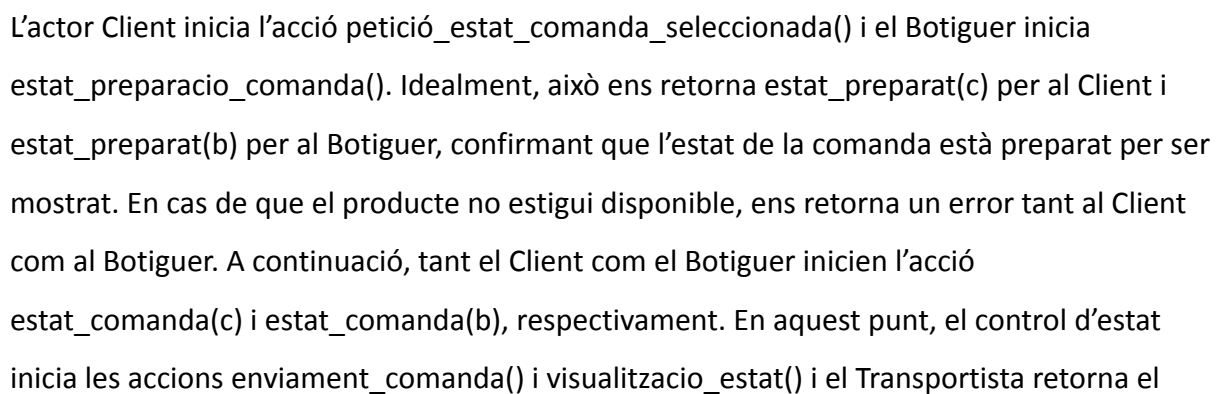 L’actor Client inicia l’acció petició_estat_comanda_seleccionada() i el Botiguer inicia
estat_preparacio_comanda(). Idealment, això ens retorna estat_preparat(c) per al Client i
estat_preparat(b) per al Botiguer, confirmant que l’estat de la comanda està preparat per ser
mostrat. En cas de que el producte no estigui disponible, ens retorna un error tant al Client
com al Botiguer. A continuació, tant el Client com el Botiguer inicien l’acció
estat_comanda(c) i estat_comanda(b), respectivament. En aquest punt, el control d’estat
inicia les accions enviament_comanda() i visualitzacio_estat() i el Transportista retorna el